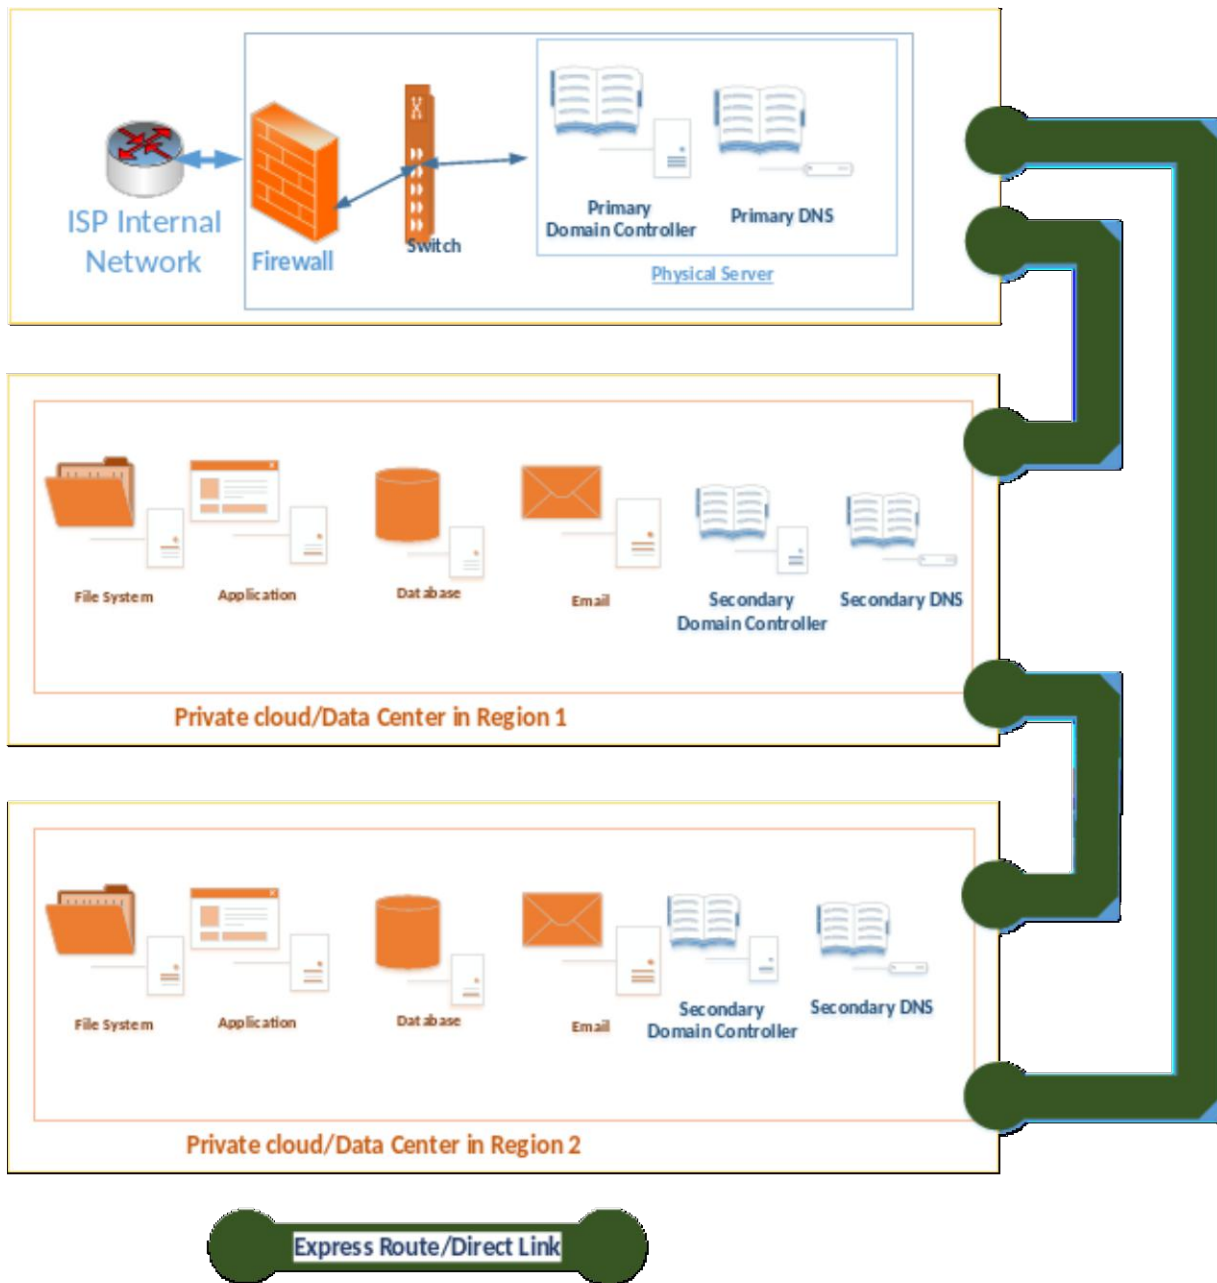 ISP Internal
Network
Firewall
Switch
Primary
Domain Controller
Primary DNS
Physical Server
File System
Application
Database
Email
Secondary
Domain Controller
Secondary DNS
Private cloud/Data Center in Region 1
File System
Application
Database
Email
Secondary
Domain Controller
Secondary DNS
Private cloud/Data Center in Region 2
Express Route/Direct Link